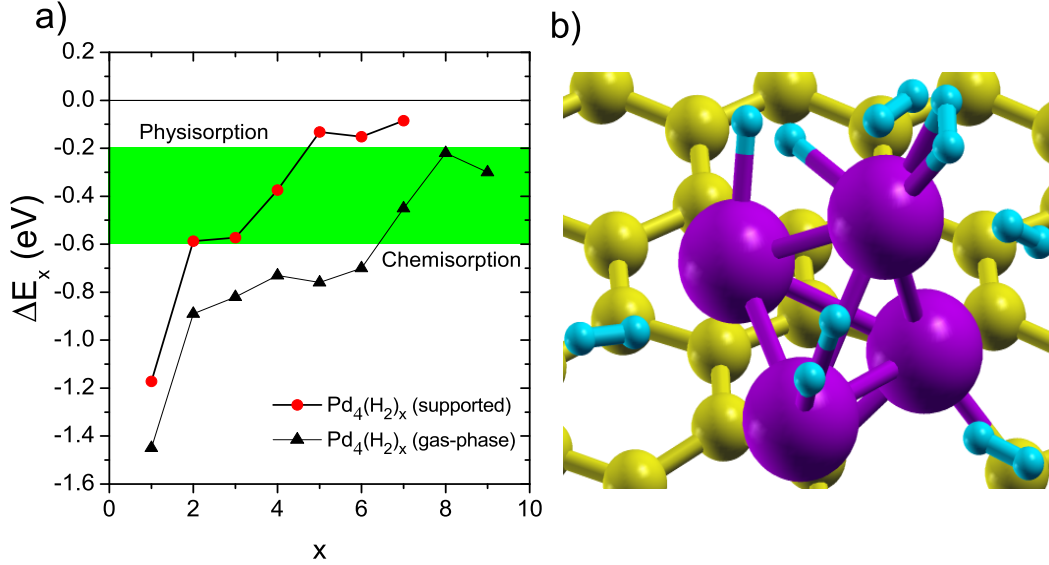 a)
b)
0.2
0.0
-0.2
-0.4
-0.6
-0.8
-1.0
-1.2
-1.4
-1.6
ΔEₓ (eV)
Physisorption
Chemisorption
Pd₄(H₂)ₓ (supported)
Pd₄(H₂)ₓ (gas-phase)
0 2 4 6 8 10
x